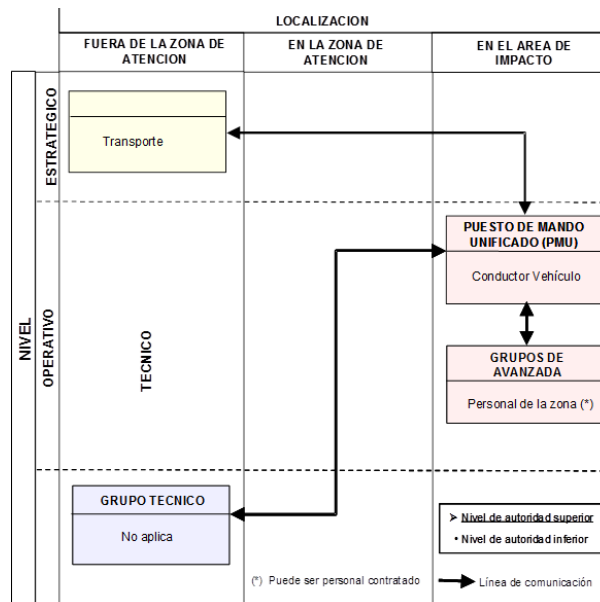 LOCALIZACION
FUERA DE LA ZONA DE
ATENCION
EN LA ZONA DE
ATENCION
EN EL AREA DE
IMPACTO
NIVEL
ESTRATEGICO
Transporte
OPERATIVO
TECNICO
PUESTO DE MANDO
UNIFICADO (PMU)
Conductor Vehículo
GRUPOS DE
AVANZADA
Personal de la zona (*)
GRUPO TECNICO
No aplica
➤ Nivel de autoridad superior
• Nivel de autoridad inferior
(*) Puede ser personal contratado
Línea de comunicación